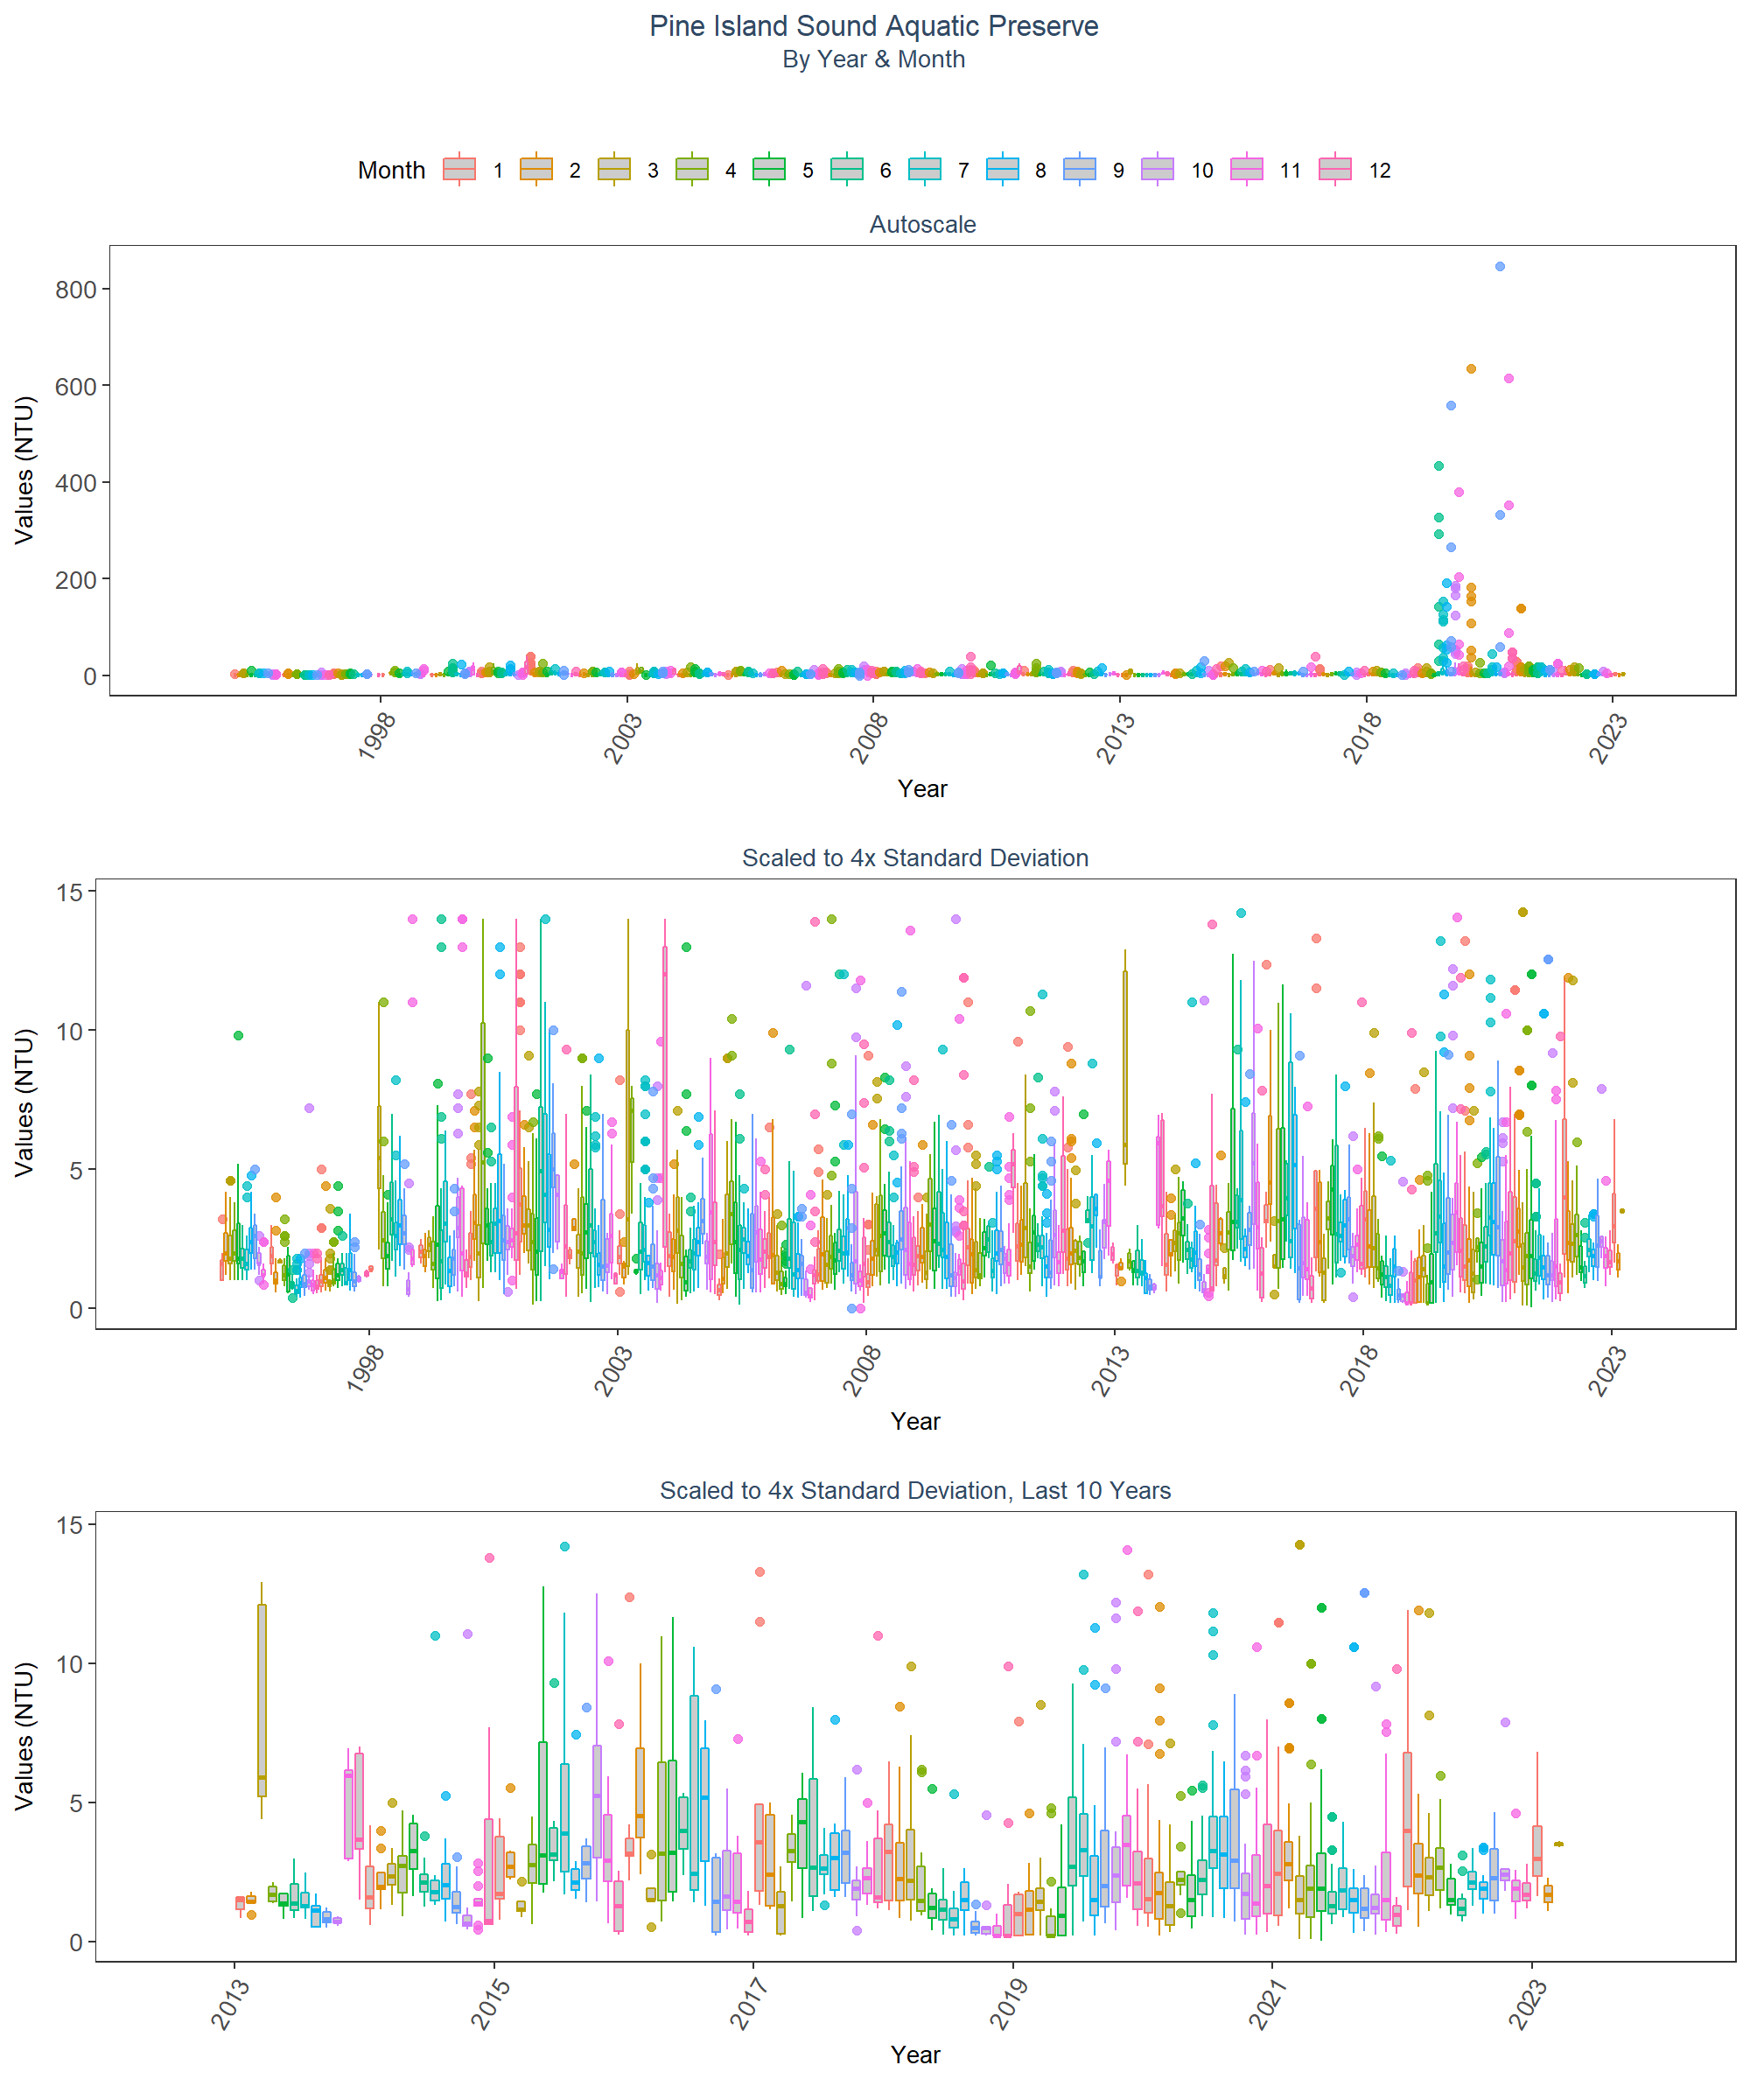 Pine Island Sound Aquatic Preserve
By Year & Month
Month 1 2 3 4 5 6 7 8 9 10 11 12
Autoscale
800
600
400
200
0
Values (NTU)
1998 2003 2008 2013 2018 2023
Year
Scaled to 4x Standard Deviation
15
10
5
0
Values (NTU)
1998 2003 2008 2013 2018 2023
Year
Scaled to 4x Standard Deviation, Last 10 Years
15
10
5
0
Values (NTU)
2013 2015 2017 2019 2021 2023
Year